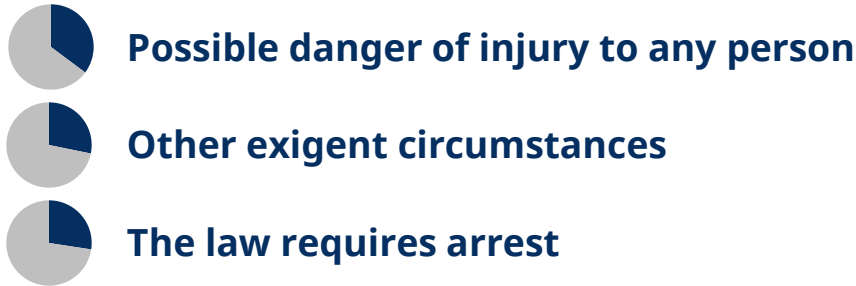 Possible danger of injury to any person
Other exigent circumstances
The law requires arrest